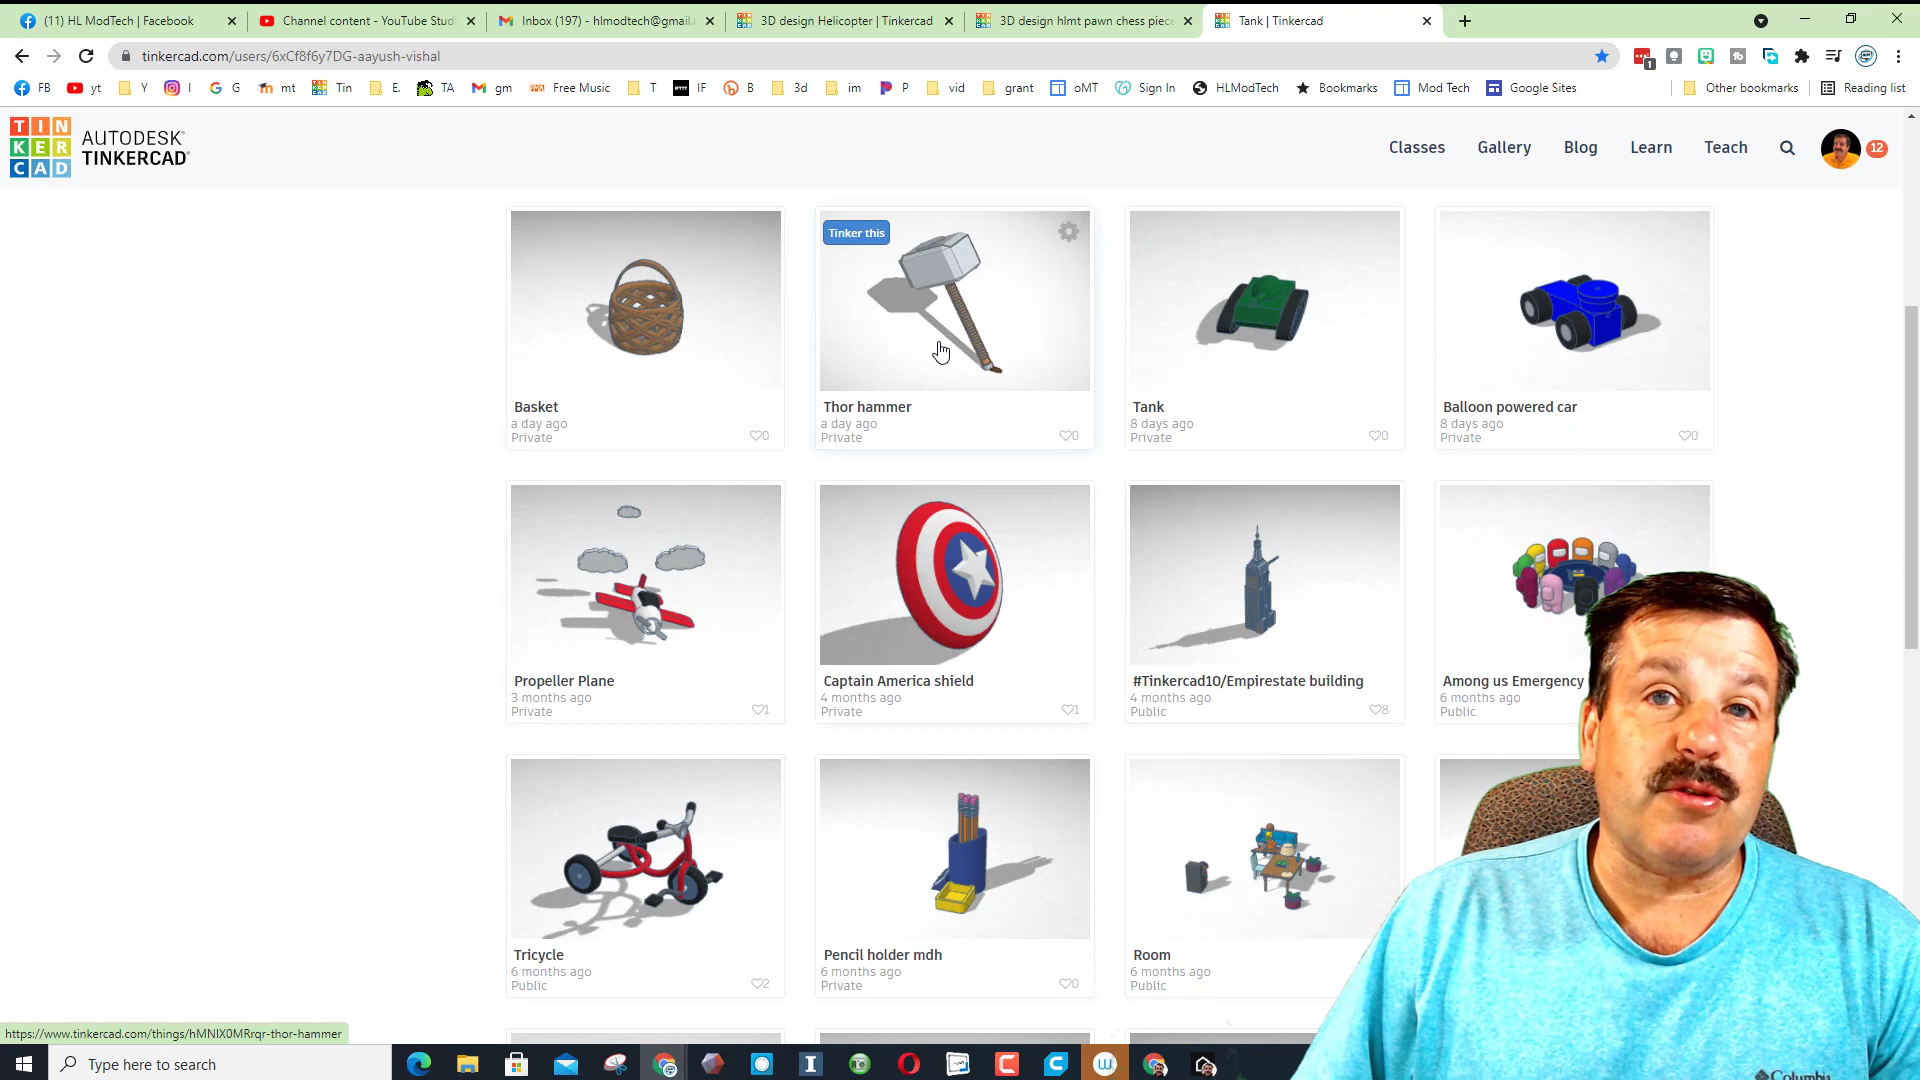 (11) HL ModTech | Facebook
Channel content - YouTube Studi
Inbox (197) - hlmodtech@gmail.
3D design Helicopter | Tinkercad
3D design hlmt pawn chess piece
Tank | Tinkercad
tinkercad.com/users/6xCf8f6y7DG-aayush-vishal
1
FB
yt
Y
I
G
mt
Tin
E.
TA
gm
Free Music
T
IF
B
3d
im
P
vid
grant
oMT
Sign In
HLModTech
Bookmarks
Mod Tech
Google Sites
Other bookmarks
Reading list
TIN
KER
CAD
AUTODESK
TINKERCAD
Classes
Gallery
Blog
Learn
Teach
12
Tinker this
Basket
a day ago
Private
0
Thor hammer
a day ago
Private
0
Tank
8 days ago
Private
0
Balloon powered car
8 days ago
Private
0
Propeller Plane
3 months ago
Private
1
Captain America shield
4 months ago
Private
1
#Tinkercad10/Empirestate building
4 months ago
Public
8
Among us Emergency
6 months ago
Public
Tricycle
6 months ago
Public
2
Pencil holder mdh
6 months ago
Private
0
Room
6 months ago
Public
https://www.tinkercad.com/things/hMNIX0MRrqr-thor-hammer
Type here to search
Columbia